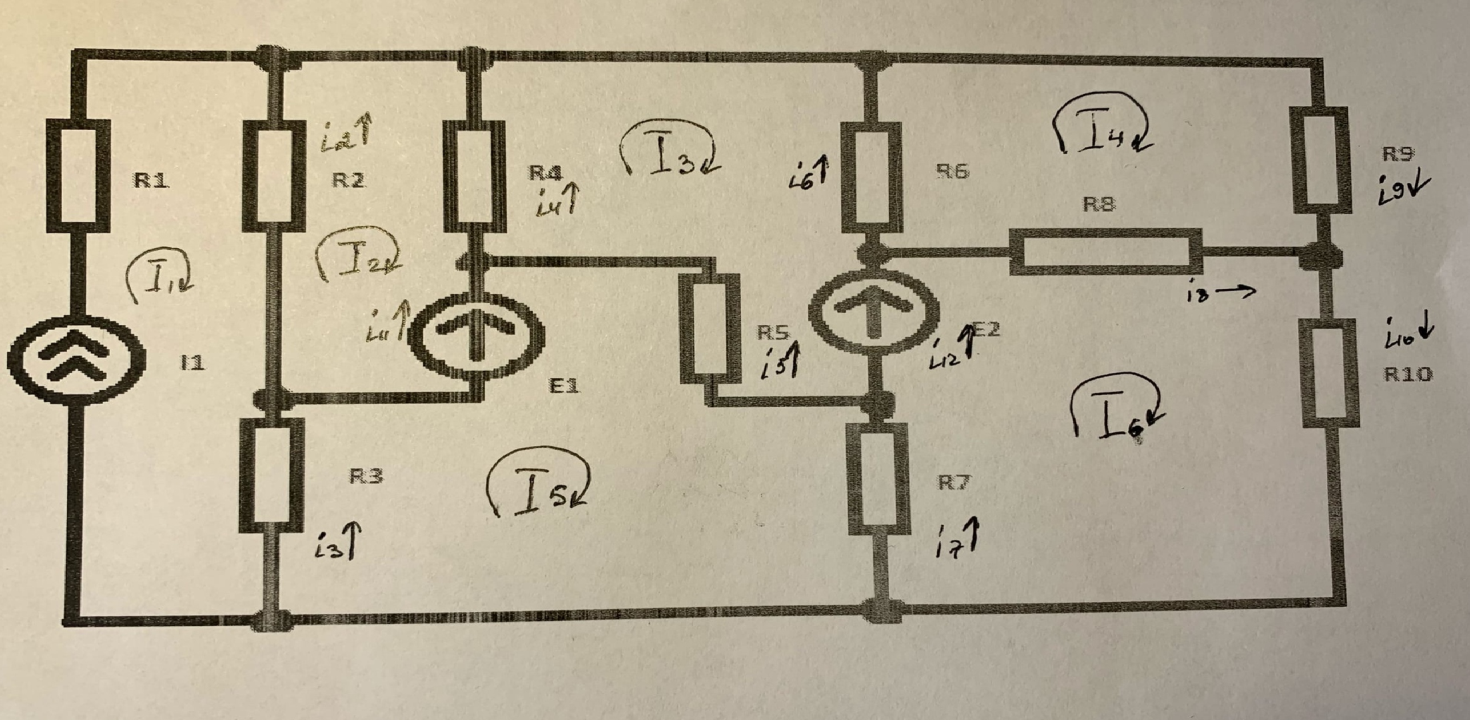 i2↑
R1
R2
R4
i4↑
I3
I4
i6↑
R6
R8
R9
i9↓
I1
I2
i8→
i11↑
I1
E1
R5
i5↑
E2
i12↑
i10↓
R10
I6
R3
I5
R7
i3↑
i7↑